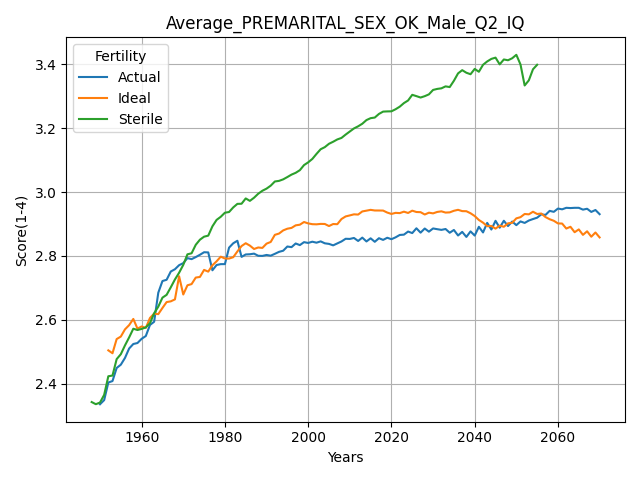 Average_PREMARITAL_SEX_OK_Male_Q2_IQ
Fertility
Actual
Ideal
Sterile
Score(1-4)
3.4
3.2
3.0
2.8
2.6
2.4
1960 1980 2000 2020 2040 2060
Years